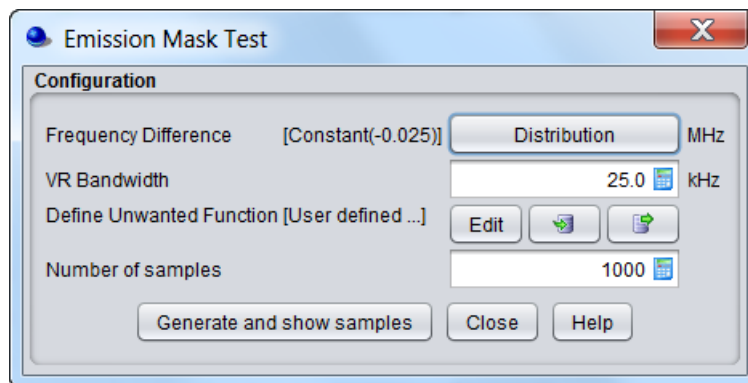 Emission Mask Test
X
Configuration
Frequency Difference [Constant(-0.025)] Distribution MHz
VR Bandwidth 25.0 kHz
Define Unwanted Function [User defined ...] Edit
Number of samples 1000
Generate and show samples Close Help